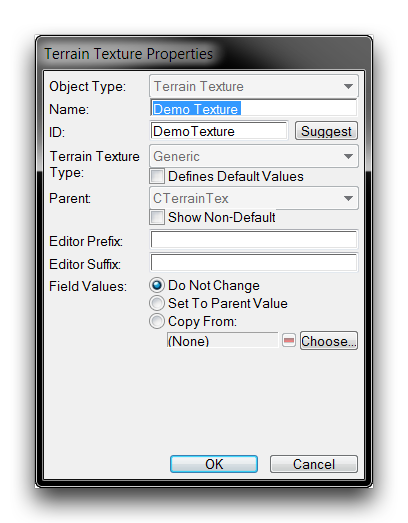 Terrain Texture Properties
Object Type: Terrain Texture
Name: Demo Texture
ID: DemoTexture Suggest
Terrain Texture Type: Generic
Defines Default Values
Parent: CTerrainTex
Show Non-Default
Editor Prefix:
Editor Suffix:
Field Values: Do Not Change
Set To Parent Value
Copy From:
(None) Choose...
OK Cancel